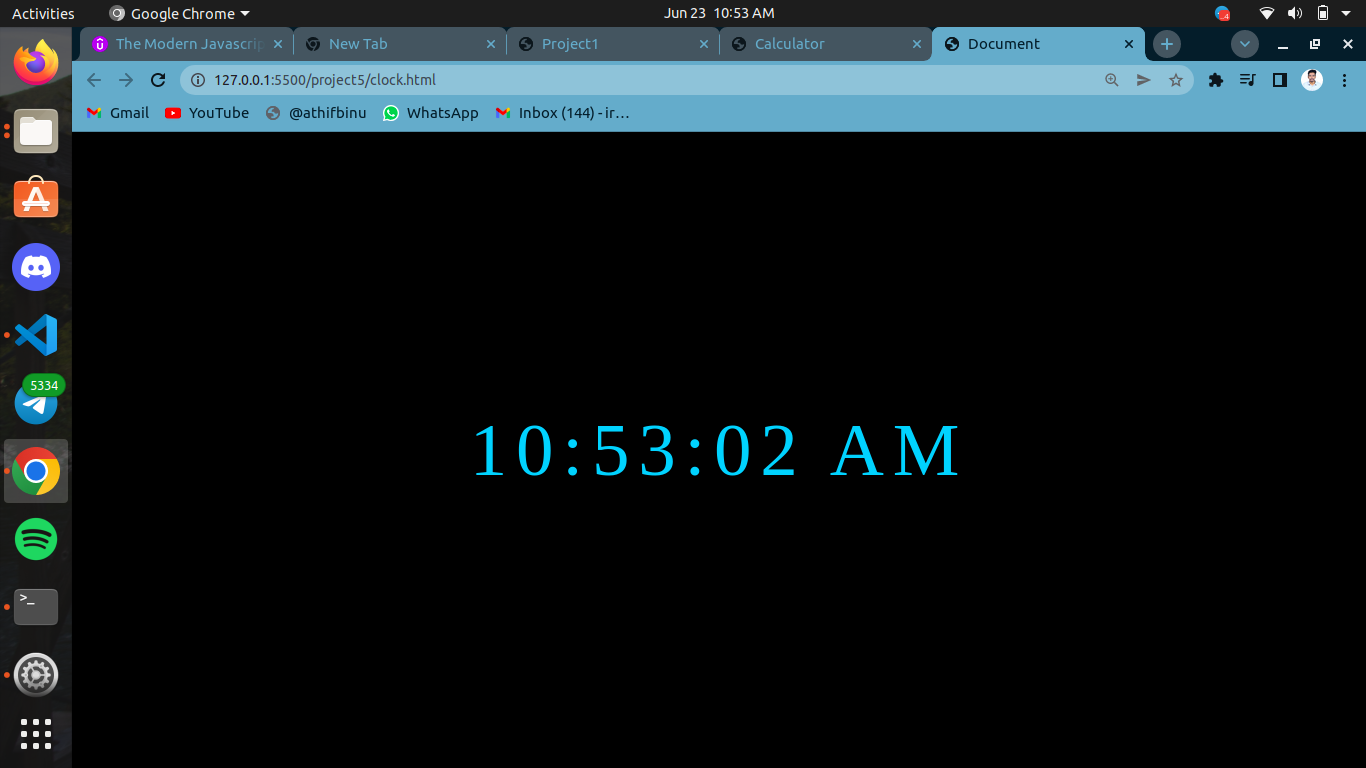 Activities Google Chrome Jun 23 10:53 AM 4
The Modern Javascrip New Tab Project1 Calculator Document
127.0.0.1:5500/project5/clock.html
Gmail YouTube @athifbinu WhatsApp Inbox (144) - ir…
5334
10:53:02 AM
>_